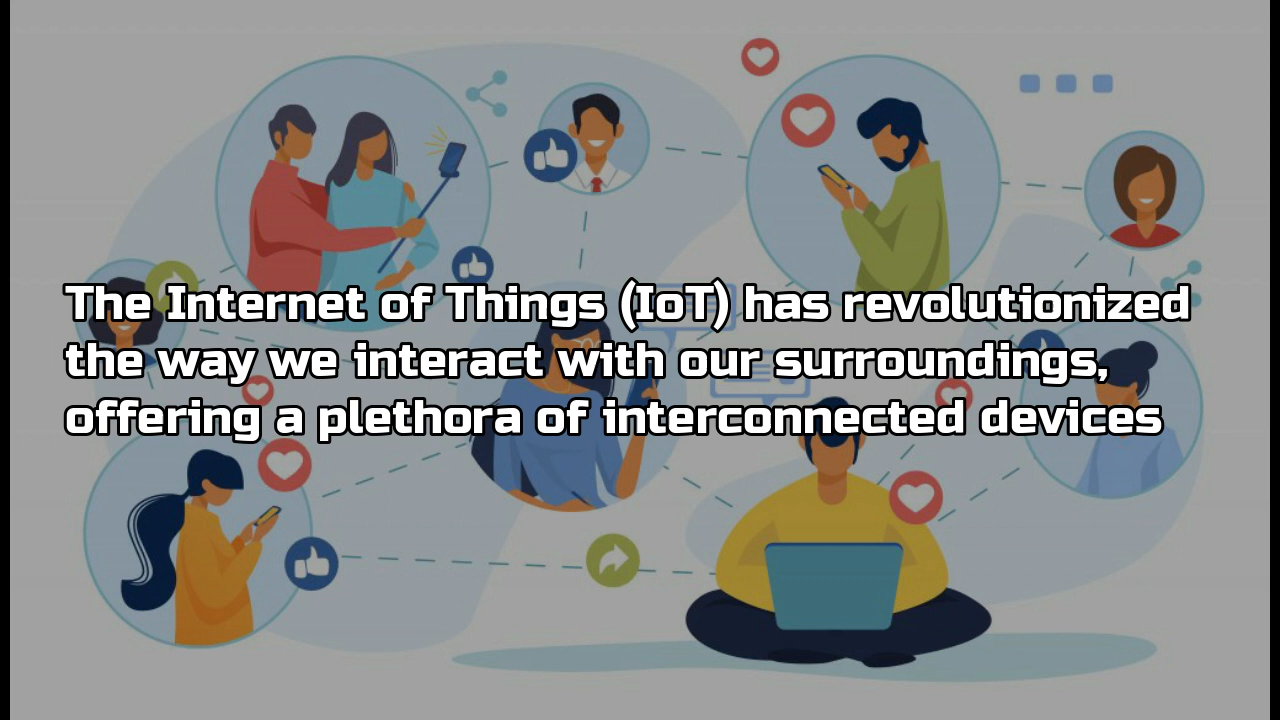 The Internet of Things (IoT) has revolutionized
the way we interact with our surroundings,
offering a plethora of interconnected devices